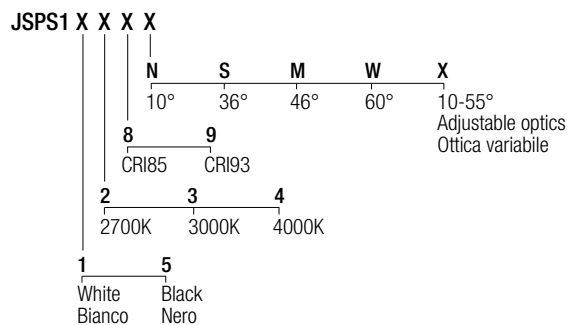 JSPS1 X X X X
N S M W X
10° 36° 46° 60° 10-55°
Adjustable optics
Ottica variabile
8 9
CRI85 CRI93
2 3 4
2700K 3000K 4000K
1 5
White Black
Bianco Nero